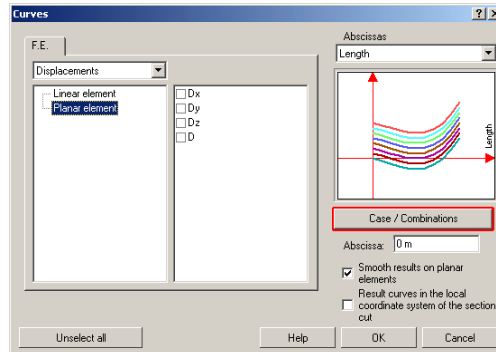 Curves
F.E.
Displacements
Linear element
Planar element
Dx
Dy
Dz
D
Abscissas
Length
Length
Case / Combinations
Abscissa: 0 m
Smooth results on planar
elements
Result curves in the local
coordinate system of the section
cut
Unselect all
Help
OK
Cancel